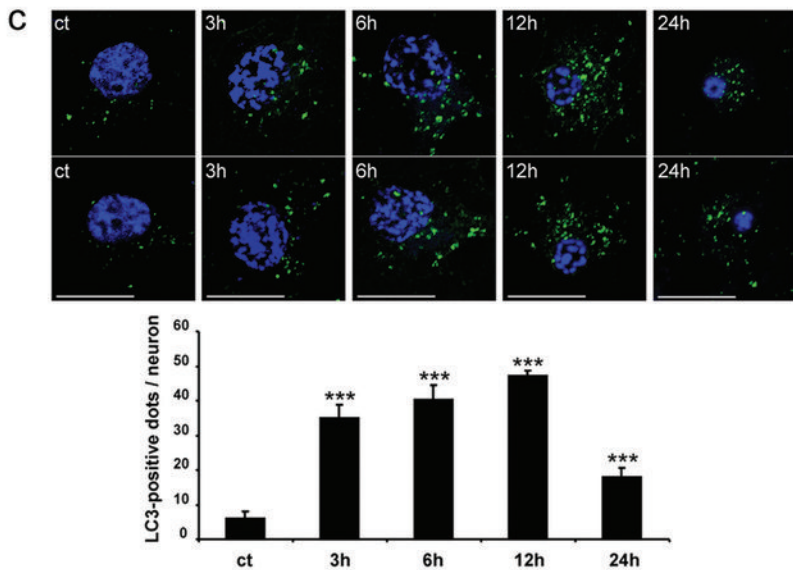 C
ct 3h 6h 12h 24h
ct 3h 6h 12h 24h
LC3-positive dots / neuron
60
50
40
30
20
10
0
*** *** *** ***
ct 3h 6h 12h 24h